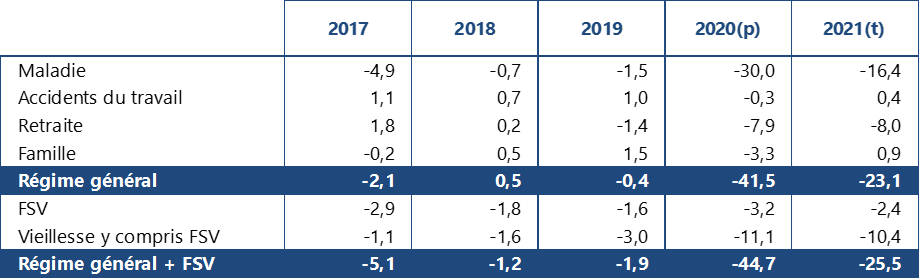 2017 2018 2019 2020(p) 2021(t)
Maladie -4,9 -0,7 -1,5 -30,0 -16,4
Accidents du travail 1,1 0,7 1,0 -0,3 0,4
Retraite 1,8 0,2 -1,4 -7,9 -8,0
Famille -0,2 0,5 1,5 -3,3 0,9
Régime général -2,1 0,5 -0,4 -41,5 -23,1
FSV -2,9 -1,8 -1,6 -3,2 -2,4
Vieillesse y compris FSV -1,1 -1,6 -3,0 -11,1 -10,4
Régime général + FSV -5,1 -1,2 -1,9 -44,7 -25,5